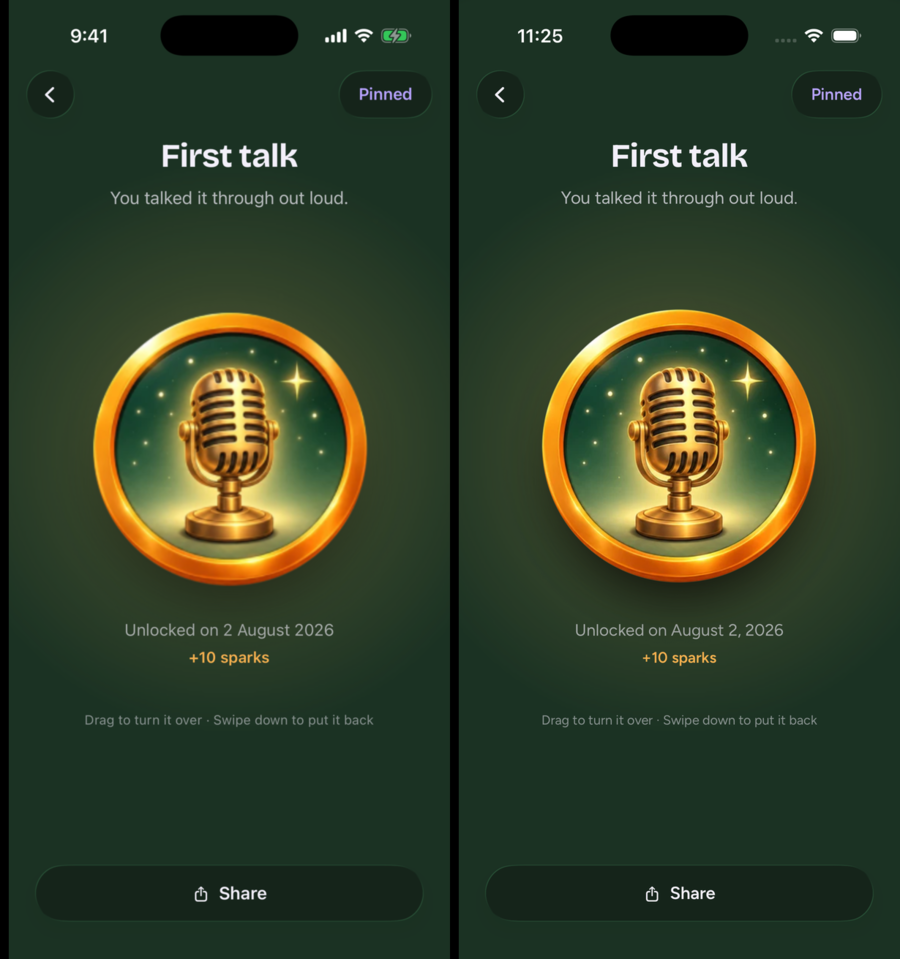 9:41
Pinned
First talk
You talked it through out loud.
Unlocked on 2 August 2026
+10 sparks
Drag to turn it over · Swipe down to put it back
Share
11:25
Pinned
First talk
You talked it through out loud.
Unlocked on August 2, 2026
+10 sparks
Drag to turn it over · Swipe down to put it back
Share